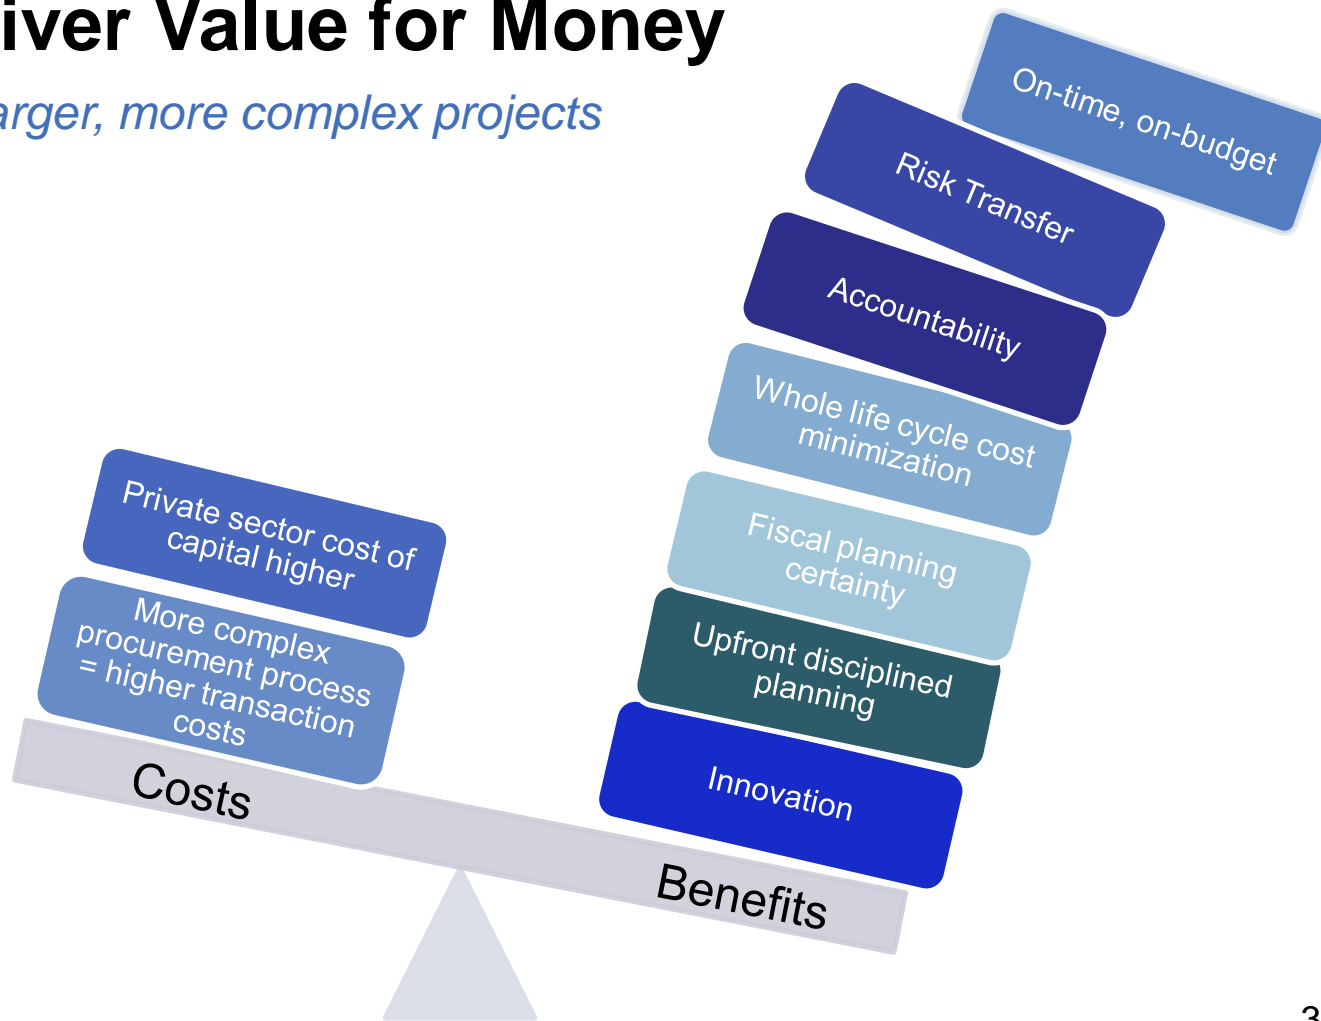 iver Value for Money
arger, more complex projects
On-time, on-budget
Risk Transfer
Accountability
Whole life cycle cost
minimization
Fiscal planning
certainty
Upfront disciplined
planning
Innovation
Private sector cost of
capital higher
More complex
procurement process
= higher transaction
costs
Costs
Benefits
3